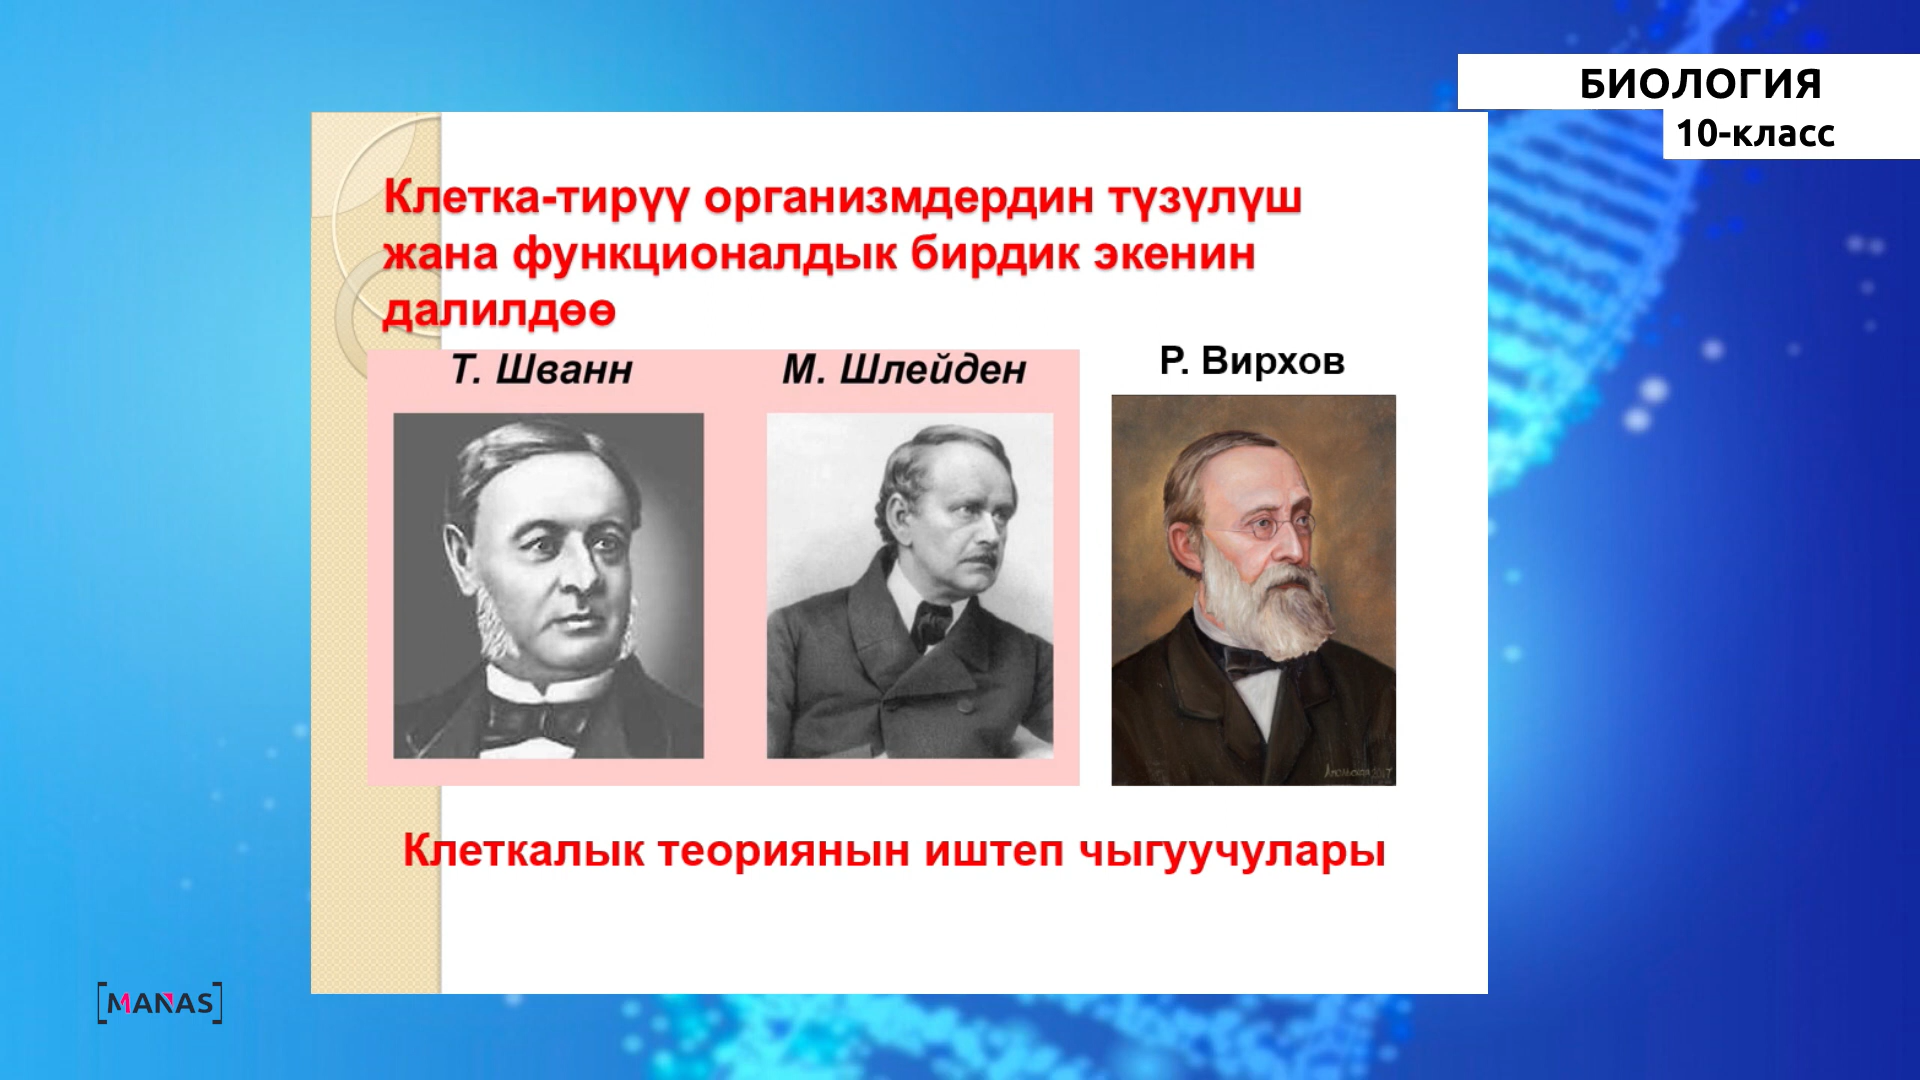 БИОЛОГИЯ
10-класс
Клетка-тирүү организмдердин түзүлүш
жана функционалдык бирдик экенин
далилдөө
Т. Шванн
М. Шлейден
Р. Вирхов
Клеткалык теориянын иштеп чыгуучулары
[MANAS]